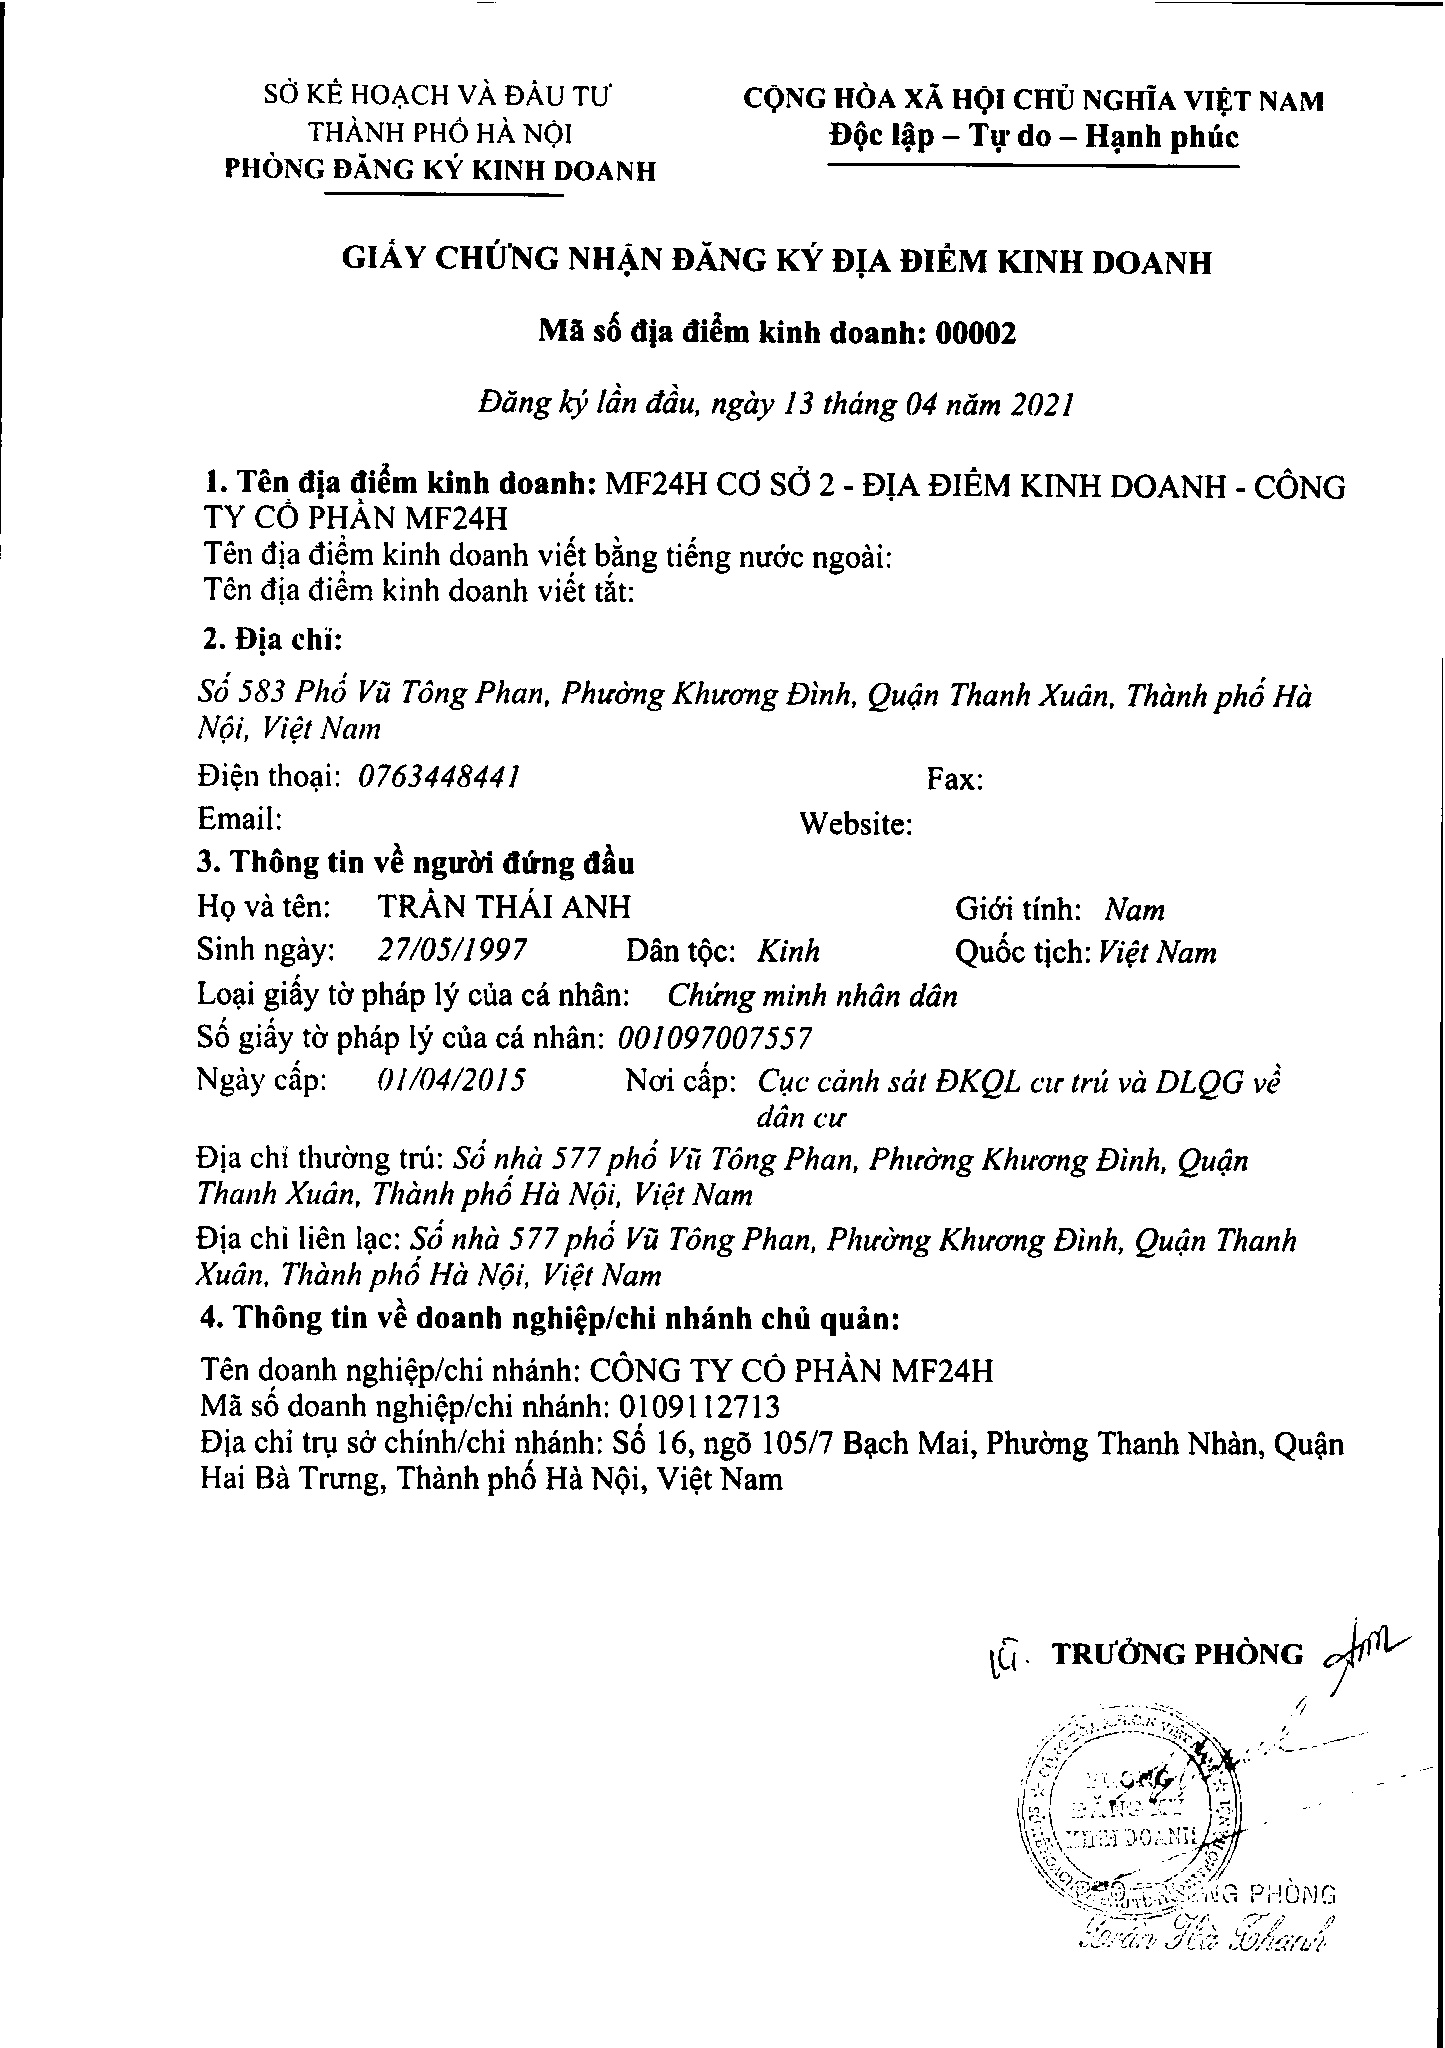 SỞ KẾ HOẠCH VÀ ĐẦU TƯ
THÀNH PHỐ HÀ NỘI
PHÒNG ĐĂNG KÝ KINH DOANH
CỘNG HÒA XÃ HỘI CHỦ NGHĨA VIỆT NAM
Độc lập – Tự do – Hạnh phúc
GIẤY CHỨNG NHẬN ĐĂNG KÝ ĐỊA ĐIỂM KINH DOANH
Mã số địa điểm kinh doanh: 00002
Đăng ký lần đầu, ngày 13 tháng 04 năm 2021
1. Tên địa điểm kinh doanh: MF24H CƠ SỞ 2 - ĐỊA ĐIỂM KINH DOANH - CÔNG
TY CỔ PHẦN MF24H
Tên địa điểm kinh doanh viết bằng tiếng nước ngoài:
Tên địa điểm kinh doanh viết tắt:
2. Địa chỉ:
Số 583 Phố Vũ Tông Phan, Phường Khương Đình, Quận Thanh Xuân, Thành phố Hà
Nội, Việt Nam
Điện thoại: 0763448441 Fax:
Email: Website:
3. Thông tin về người đứng đầu
Họ và tên: TRẦN THÁI ANH Giới tính: Nam
Sinh ngày: 27/05/1997 Dân tộc: Kinh Quốc tịch: Việt Nam
Loại giấy tờ pháp lý của cá nhân: Chứng minh nhân dân
Số giấy tờ pháp lý của cá nhân: 001097007557
Ngày cấp: 01/04/2015 Nơi cấp: Cục cảnh sát ĐKQL cư trú và DLQG về
dân cư
Địa chỉ thường trú: Số nhà 577 phố Vũ Tông Phan, Phường Khương Đình, Quận
Thanh Xuân, Thành phố Hà Nội, Việt Nam
Địa chỉ liên lạc: Số nhà 577 phố Vũ Tông Phan, Phường Khương Đình, Quận Thanh
Xuân, Thành phố Hà Nội, Việt Nam
4. Thông tin về doanh nghiệp/chi nhánh chủ quản:
Tên doanh nghiệp/chi nhánh: CÔNG TY CỔ PHẦN MF24H
Mã số doanh nghiệp/chi nhánh: 0109112713
Địa chỉ trụ sở chính/chi nhánh: Số 16, ngõ 105/7 Bạch Mai, Phường Thanh Nhàn, Quận
Hai Bà Trưng, Thành phố Hà Nội, Việt Nam
TRƯỞNG PHÒNG
PHÒNG
ĐĂNG KÝ
KINH DOANH
PHÒNG
Trần Hà Thanh